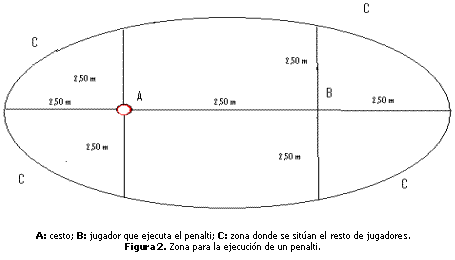 C
C
2,50 m
2,50 m
A
B
2,50 m
2,50 m
2,50 m
2,50 m
2,50 m
C
C
A: cesto; B: jugador que ejecuta el penalti; C: zona donde se sitúan el resto de jugadores.
Figura 2. Zona para la ejecución de un penalti.